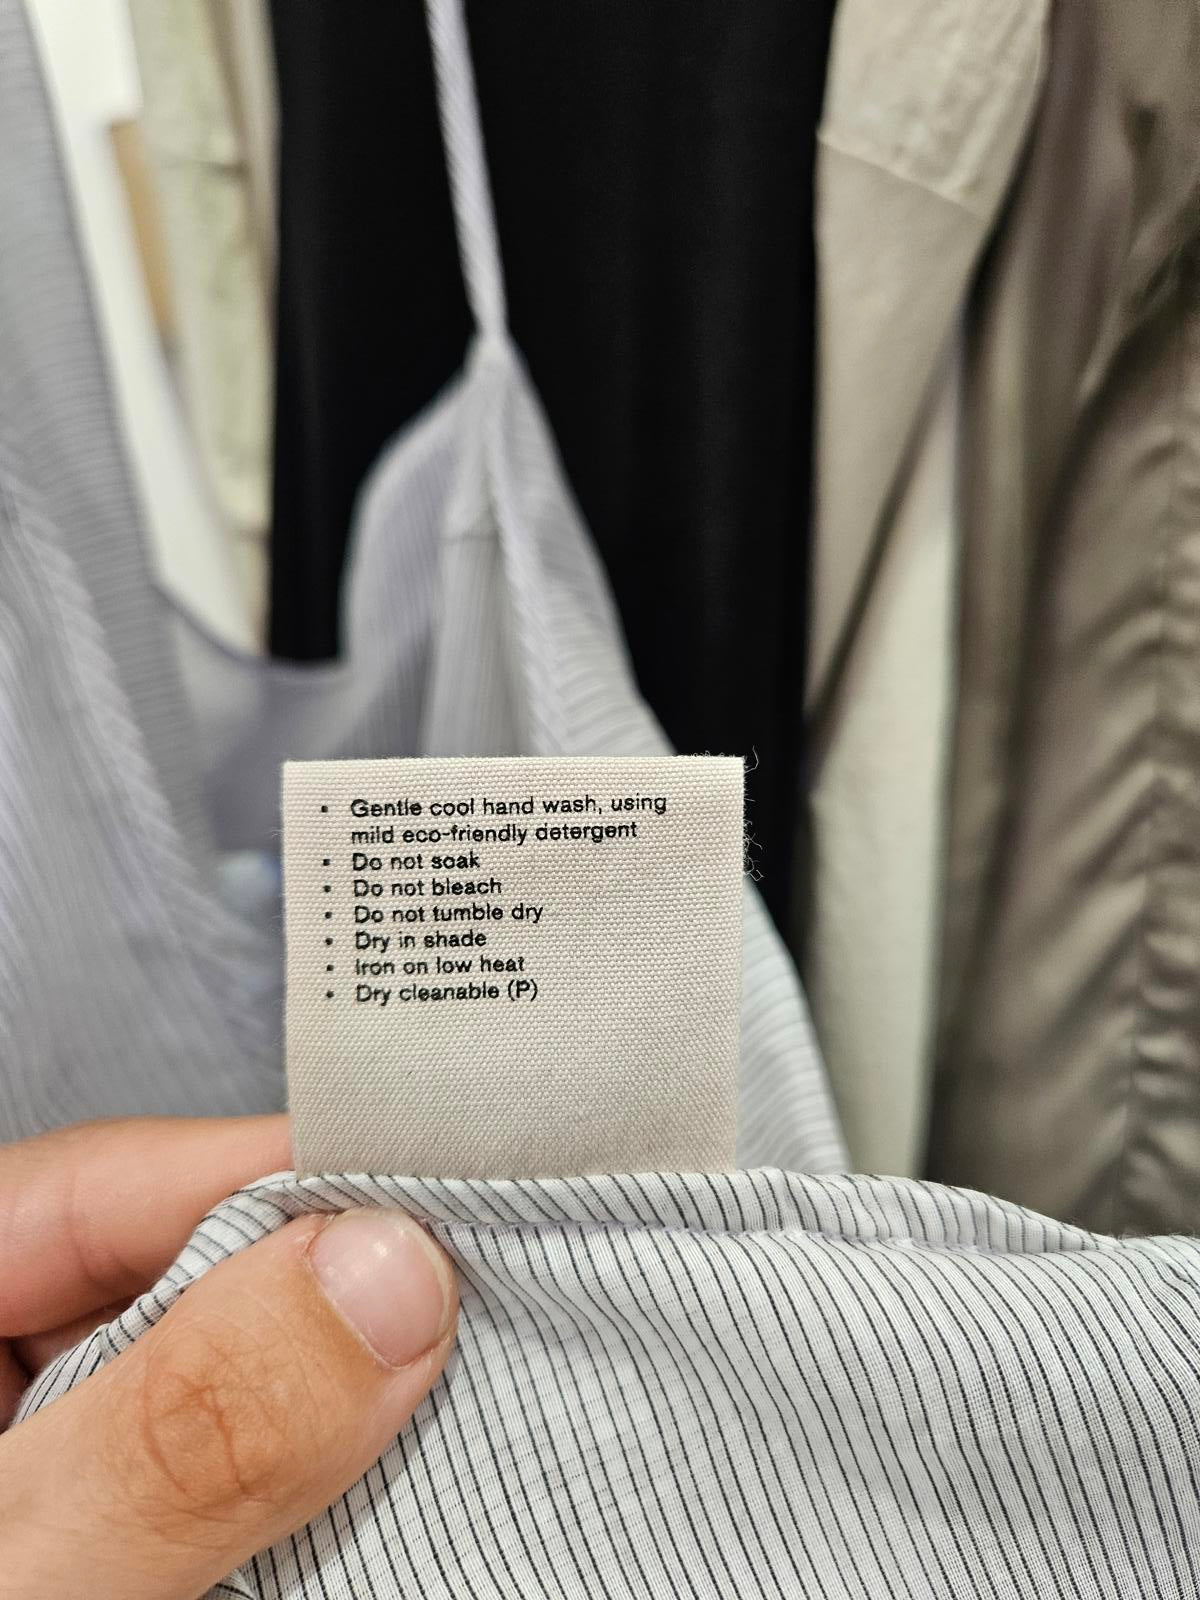 • Gentle cool hand wash, using
mild eco-friendly detergent
• Do not soak
• Do not bleach
• Do not tumble dry
• Dry in shade
• Iron on low heat
• Dry cleanable (P)